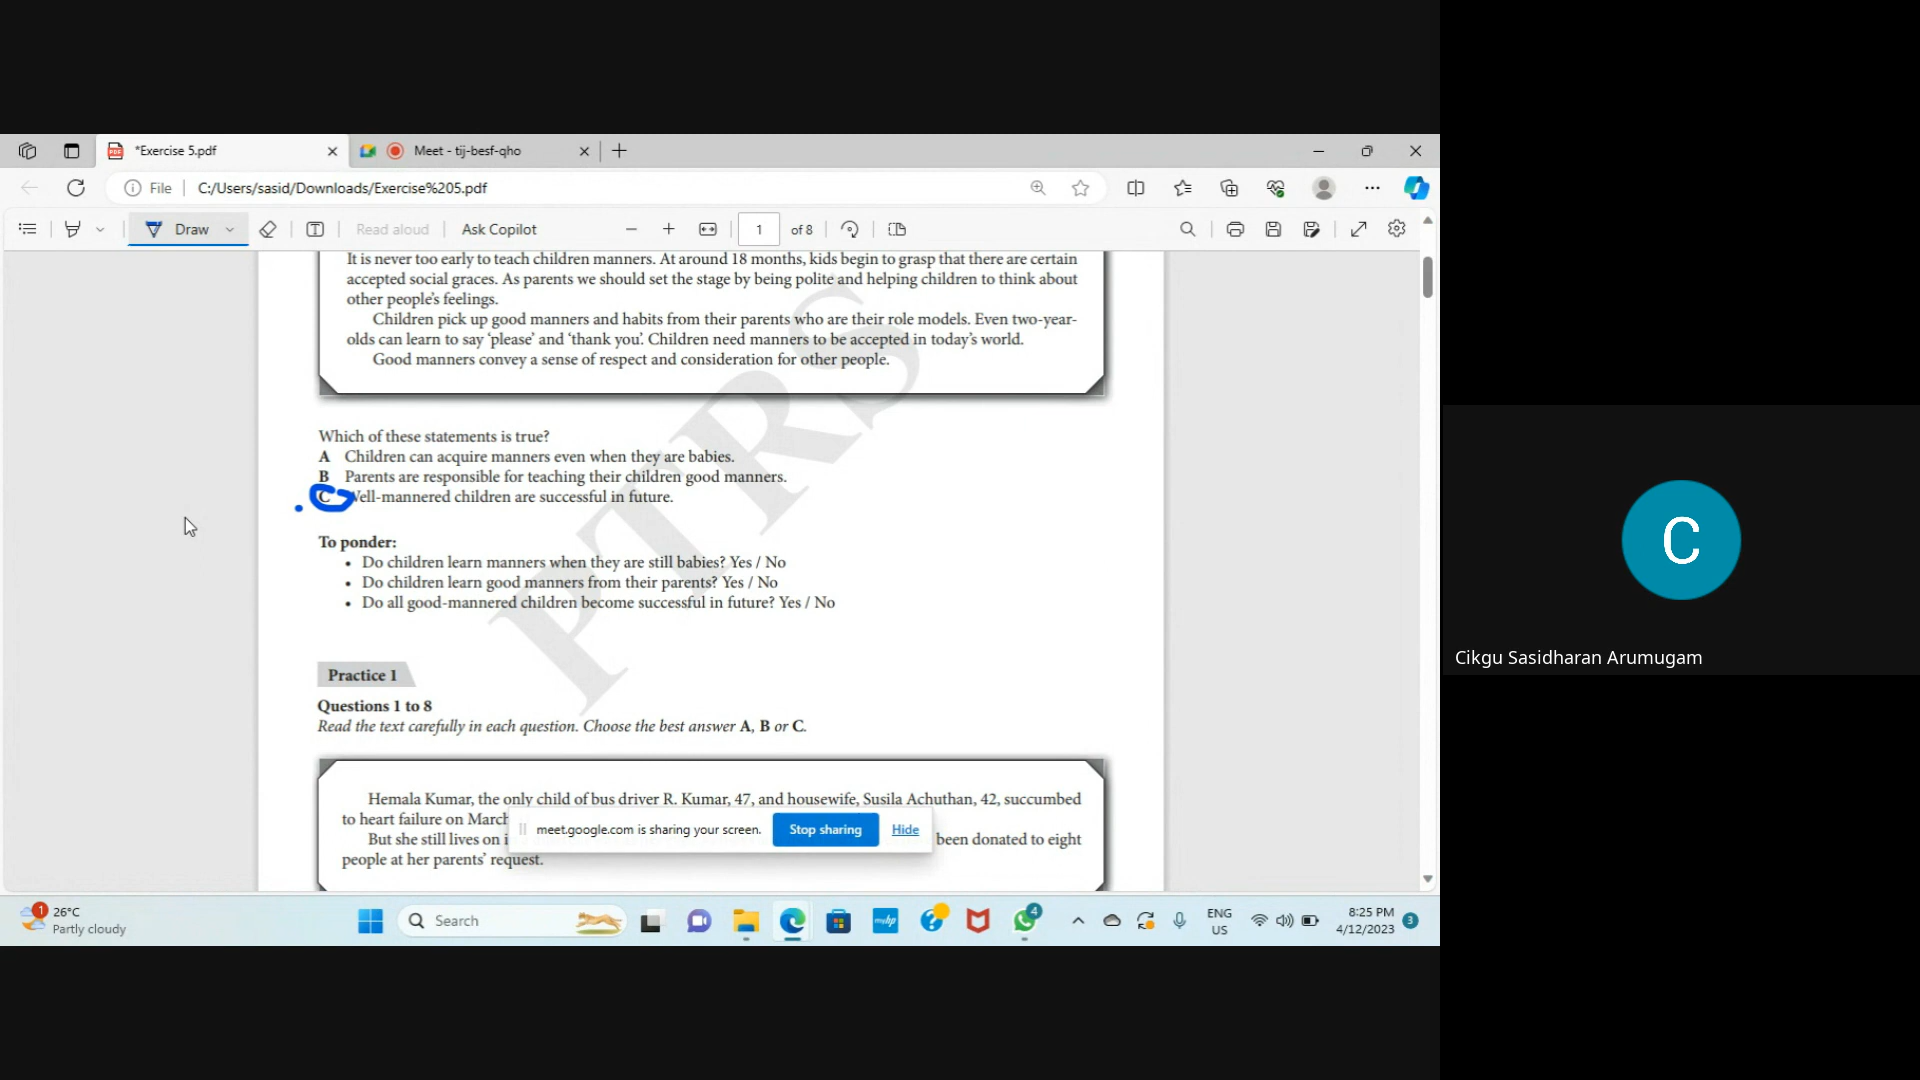 *Exercise 5.pdf
Meet - tij-besf-qho
File
C:/Users/sasid/Downloads/Exercise%205.pdf
Draw
Read aloud
Ask Copilot
1
of 8
It is never too early to teach children manners. At around 18 months, kids begin to grasp that there are certain
accepted social graces. As parents we should set the stage by being polite and helping children to think about
other people's feelings.
Children pick up good manners and habits from their parents who are their role models. Even two-year-
olds can learn to say 'please' and 'thank you'. Children need manners to be accepted in today's world.
Good manners convey a sense of respect and consideration for other people.
Which of these statements is true?
A Children can acquire manners even when they are babies.
B Parents are responsible for teaching their children good manners.
C Well-mannered children are successful in future.
To ponder:
• Do children learn manners when they are still babies? Yes / No
• Do children learn good manners from their parents? Yes / No
• Do all good-mannered children become successful in future? Yes / No
PTRS
Practice 1
Questions 1 to 8
Read the text carefully in each question. Choose the best answer A, B or C.
Hemala Kumar, the only child of bus driver R. Kumar, 47, and housewife, Susila Achuthan, 42, succumbed
to heart failure on March
But she still lives on
been donated to eight
people at her parents' request.
meet.google.com is sharing your screen.
Stop sharing
Hide
C
Cikgu Sasidharan Arumugam
1
26°C
Partly cloudy
Search
myhp
4
ENG
US
8:25 PM
4/12/2023
3